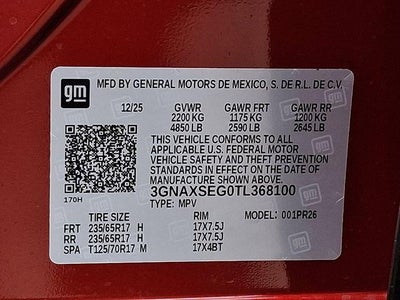 gm MFD BY GENERAL MOTORS DE MEXICO, S. DE R.L. DE C.V.
12/25 GVWR GAWR FRT GAWR RR
2200 KG 1175 KG 1200 KG
4850 LB 2590 LB 2645 LB
THIS VEHICLE CONFORMS TO ALL
APPLICABLE U.S. FEDERAL MOTOR
VEHICLE SAFETY AND THEFT PREVENTION
STANDARDS IN EFFECT ON THE DATE OF
MANUFACTURE SHOWN ABOVE
170H 3GNAXSEG0TL368100
TYPE: MPV
TIRE SIZE RIM MODEL: 001PR26
FRT 235/65R17 H 17X7.5J
RR 235/65R17 H 17X7.5J
SPA T125/70R17 M 17X4BT